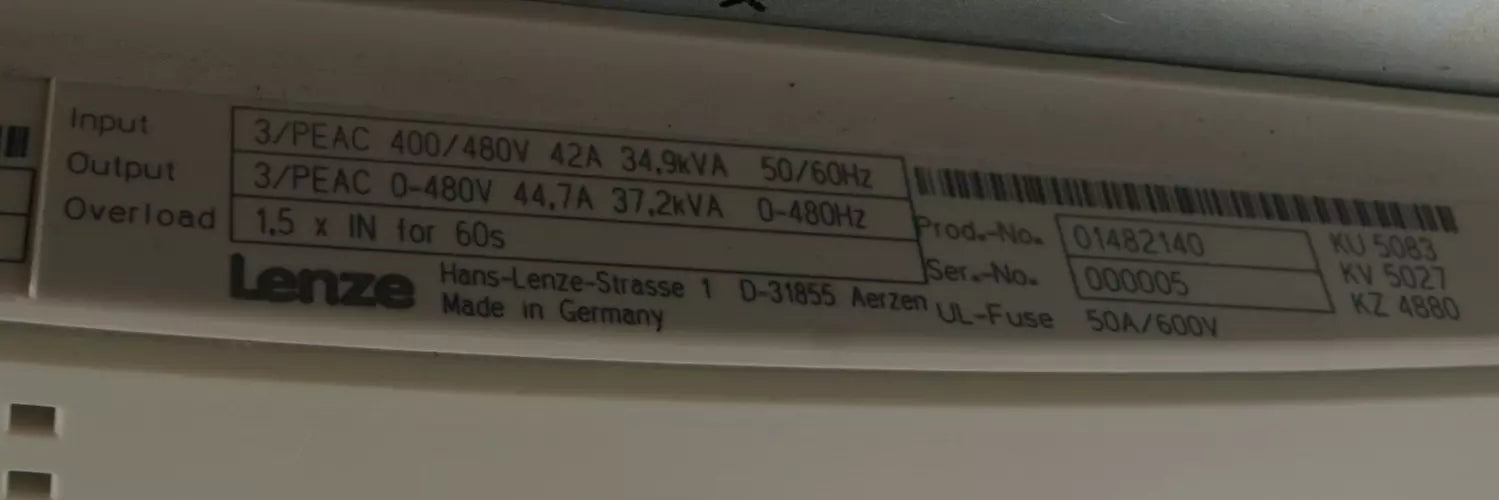 Input 3/PEAC 400/480V 42A 34,9kVA 50/60Hz
Output 3/PEAC 0-480V 44,7A 37,2kVA 0-480Hz
Overload 1,5 x IN for 60s
Lenze Hans-Lenze-Strasse 1 D-31855 Aerzen
Made in Germany
Prod.-No. 01482140 KU 5083
Ser.-No. 000005 KV 5027
KZ 4880
UL-Fuse 50A/600V